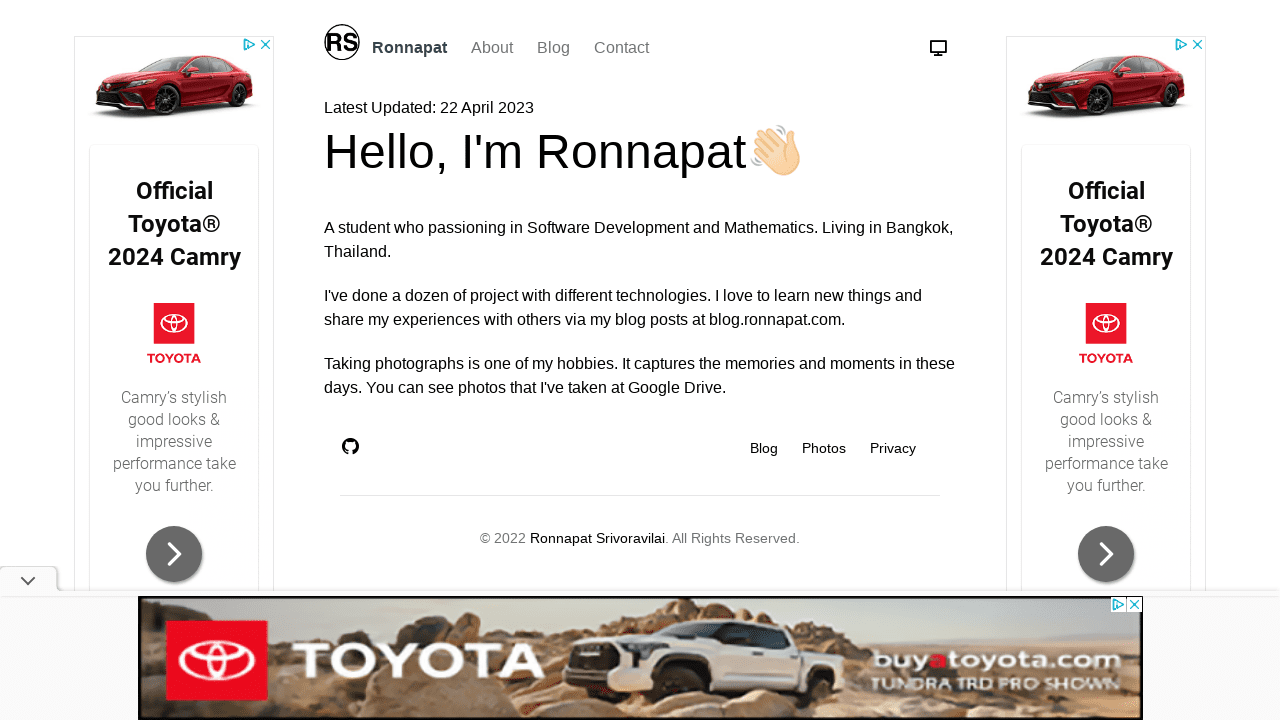 RS Ronnapat About Blog Contact
Latest Updated: 22 April 2023
Hello, I'm Ronnapat
A student who passioning in Software Development and Mathematics. Living in Bangkok,
Thailand.
I've done a dozen of project with different technologies. I love to learn new things and
share my experiences with others via my blog posts at blog.ronnapat.com.
Taking photographs is one of my hobbies. It captures the memories and moments in these
days. You can see photos that I've taken at Google Drive.
Blog Photos Privacy
© 2022 Ronnapat Srivoravilai. All Rights Reserved.
Official
Toyota®
2024 Camry
TOYOTA
Camry’s stylish
good looks &
impressive
performance take
you further.
Official
Toyota®
2024 Camry
TOYOTA
Camry’s stylish
good looks &
impressive
performance take
you further.
TOYOTA
buyatoyota.com
TUNDRA TRD PRO SHOWN